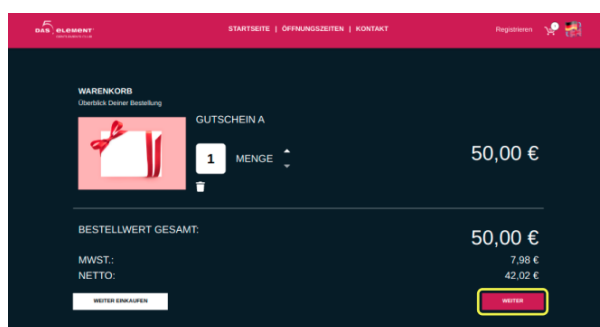 DAS 5 ELEMENT
STARTSEITE | ÖFFNUNGSZEITEN | KONTAKT
Registrieren
WARENKORB
Überblick Deiner Bestellung
GUTSCHEIN A
1 MENGE
50,00 €
BESTELLWERT GESAMT:
50,00 €
MWST.:
7,98 €
NETTO:
42,02 €
WEITER EINKAUFEN
WEITER